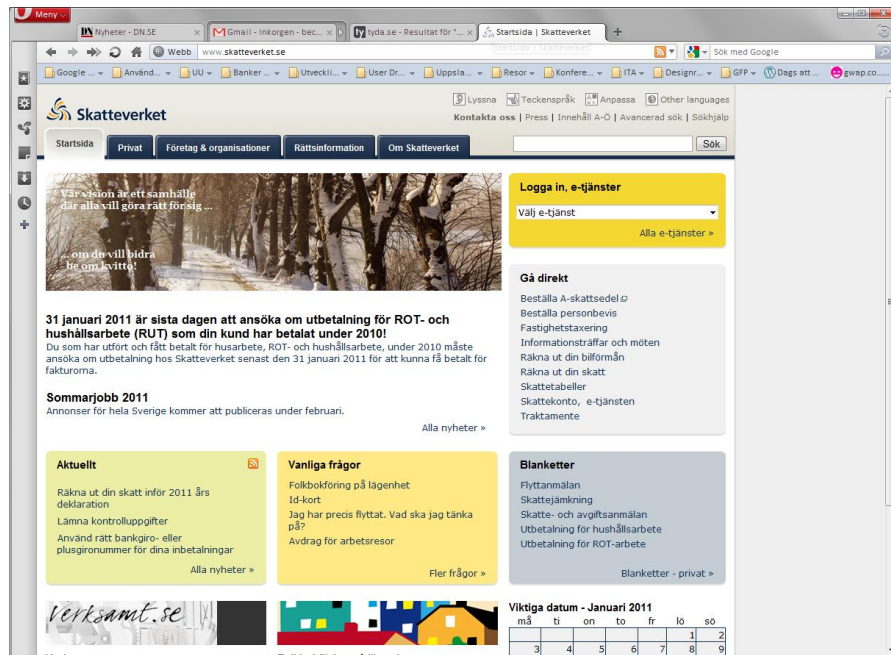 Meny
Nyheter - DN.SE
Gmail - Inkorgen - bec...
tyda.se - Resultat för "...
Startsida | Skatteverket
Webb
www.skatteverket.se
Sök med Google
Google ...
Använd...
UU
Banker ...
Utveckli...
User Dr...
Uppsla...
Resor
Konfere...
ITA
Designr...
GFP
Dags att ...
gwap.co....
Skatteverket
Lyssna
Teckenspråk
Anpassa
Other languages
Kontakta oss | Press | Innehåll A-Ö | Avancerad sök | Sökhjälp
Startsida
Privat
Företag & organisationer
Rättsinformation
Om Skatteverket
Sök
Vår vision är ett samhälle
där alla vill göra rätt för sig ...
... om du vill bidra
- be om kvitto!
Logga in, e-tjänster
Välj e-tjänst
Alla e-tjänster »
31 januari 2011 är sista dagen att ansöka om utbetalning för ROT- och
hushållsarbete (RUT) som din kund har betalat under 2010!
Du som har utfört och fått betalt för husarbete, ROT- och hushållsarbete, under 2010 måste
ansöka om utbetalning hos Skatteverket senast den 31 januari 2011 för att kunna få betalt för
fakturorna.
Sommarjobb 2011
Annonser för hela Sverige kommer att publiceras under februari.
Alla nyheter »
Gå direkt
Beställa A-skattsedel
Beställa personbevis
Fastighetstaxering
Informationsträffar och möten
Räkna ut din bilförmån
Räkna ut din skatt
Skattetabeller
Skattekonto, e-tjänsten
Traktamente
Aktuellt
Räkna ut din skatt inför 2011 års
deklaration
Lämna kontrolluppgifter
Använd rätt bankgiro- eller
plusgironummer för dina inbetalningar
Alla nyheter »
Vanliga frågor
Folkbokföring på lägenhet
Id-kort
Jag har precis flyttat. Vad ska jag tänka
på?
Avdrag för arbetsresor
Fler frågor »
Blanketter
Flyttanmälan
Skattejämkning
Skatte- och avgiftsanmälan
Utbetalning för hushållsarbete
Utbetalning för ROT-arbete
Blanketter - privat »
Verksamt.se
Viktiga datum - Januari 2011
må ti on to fr lö sö
1 2
3 4 5 6 7 8 9